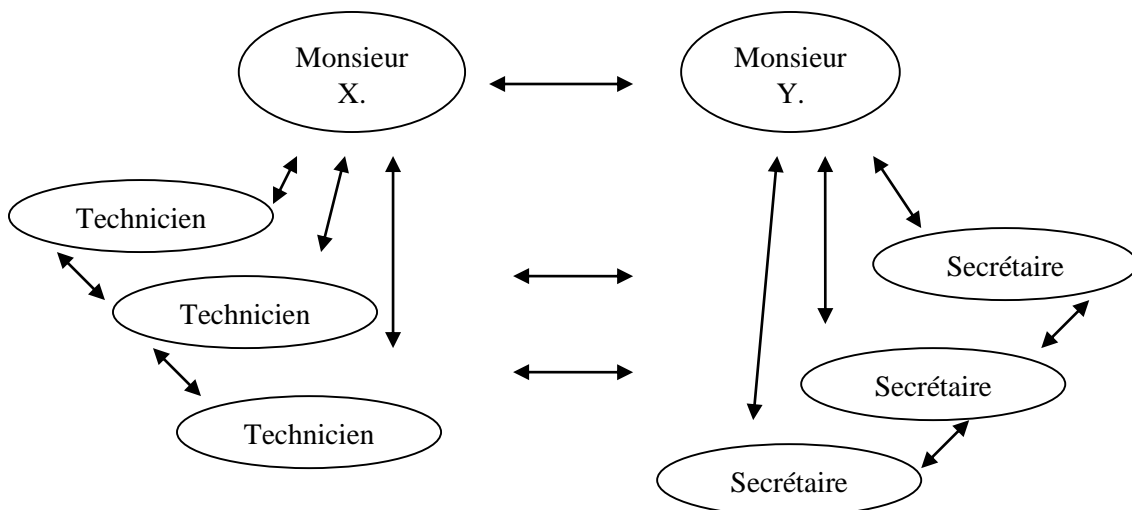 Monsieur
X.
Monsieur
Y.
Technicien
Secrétaire
Technicien
Secrétaire
Technicien
Secrétaire